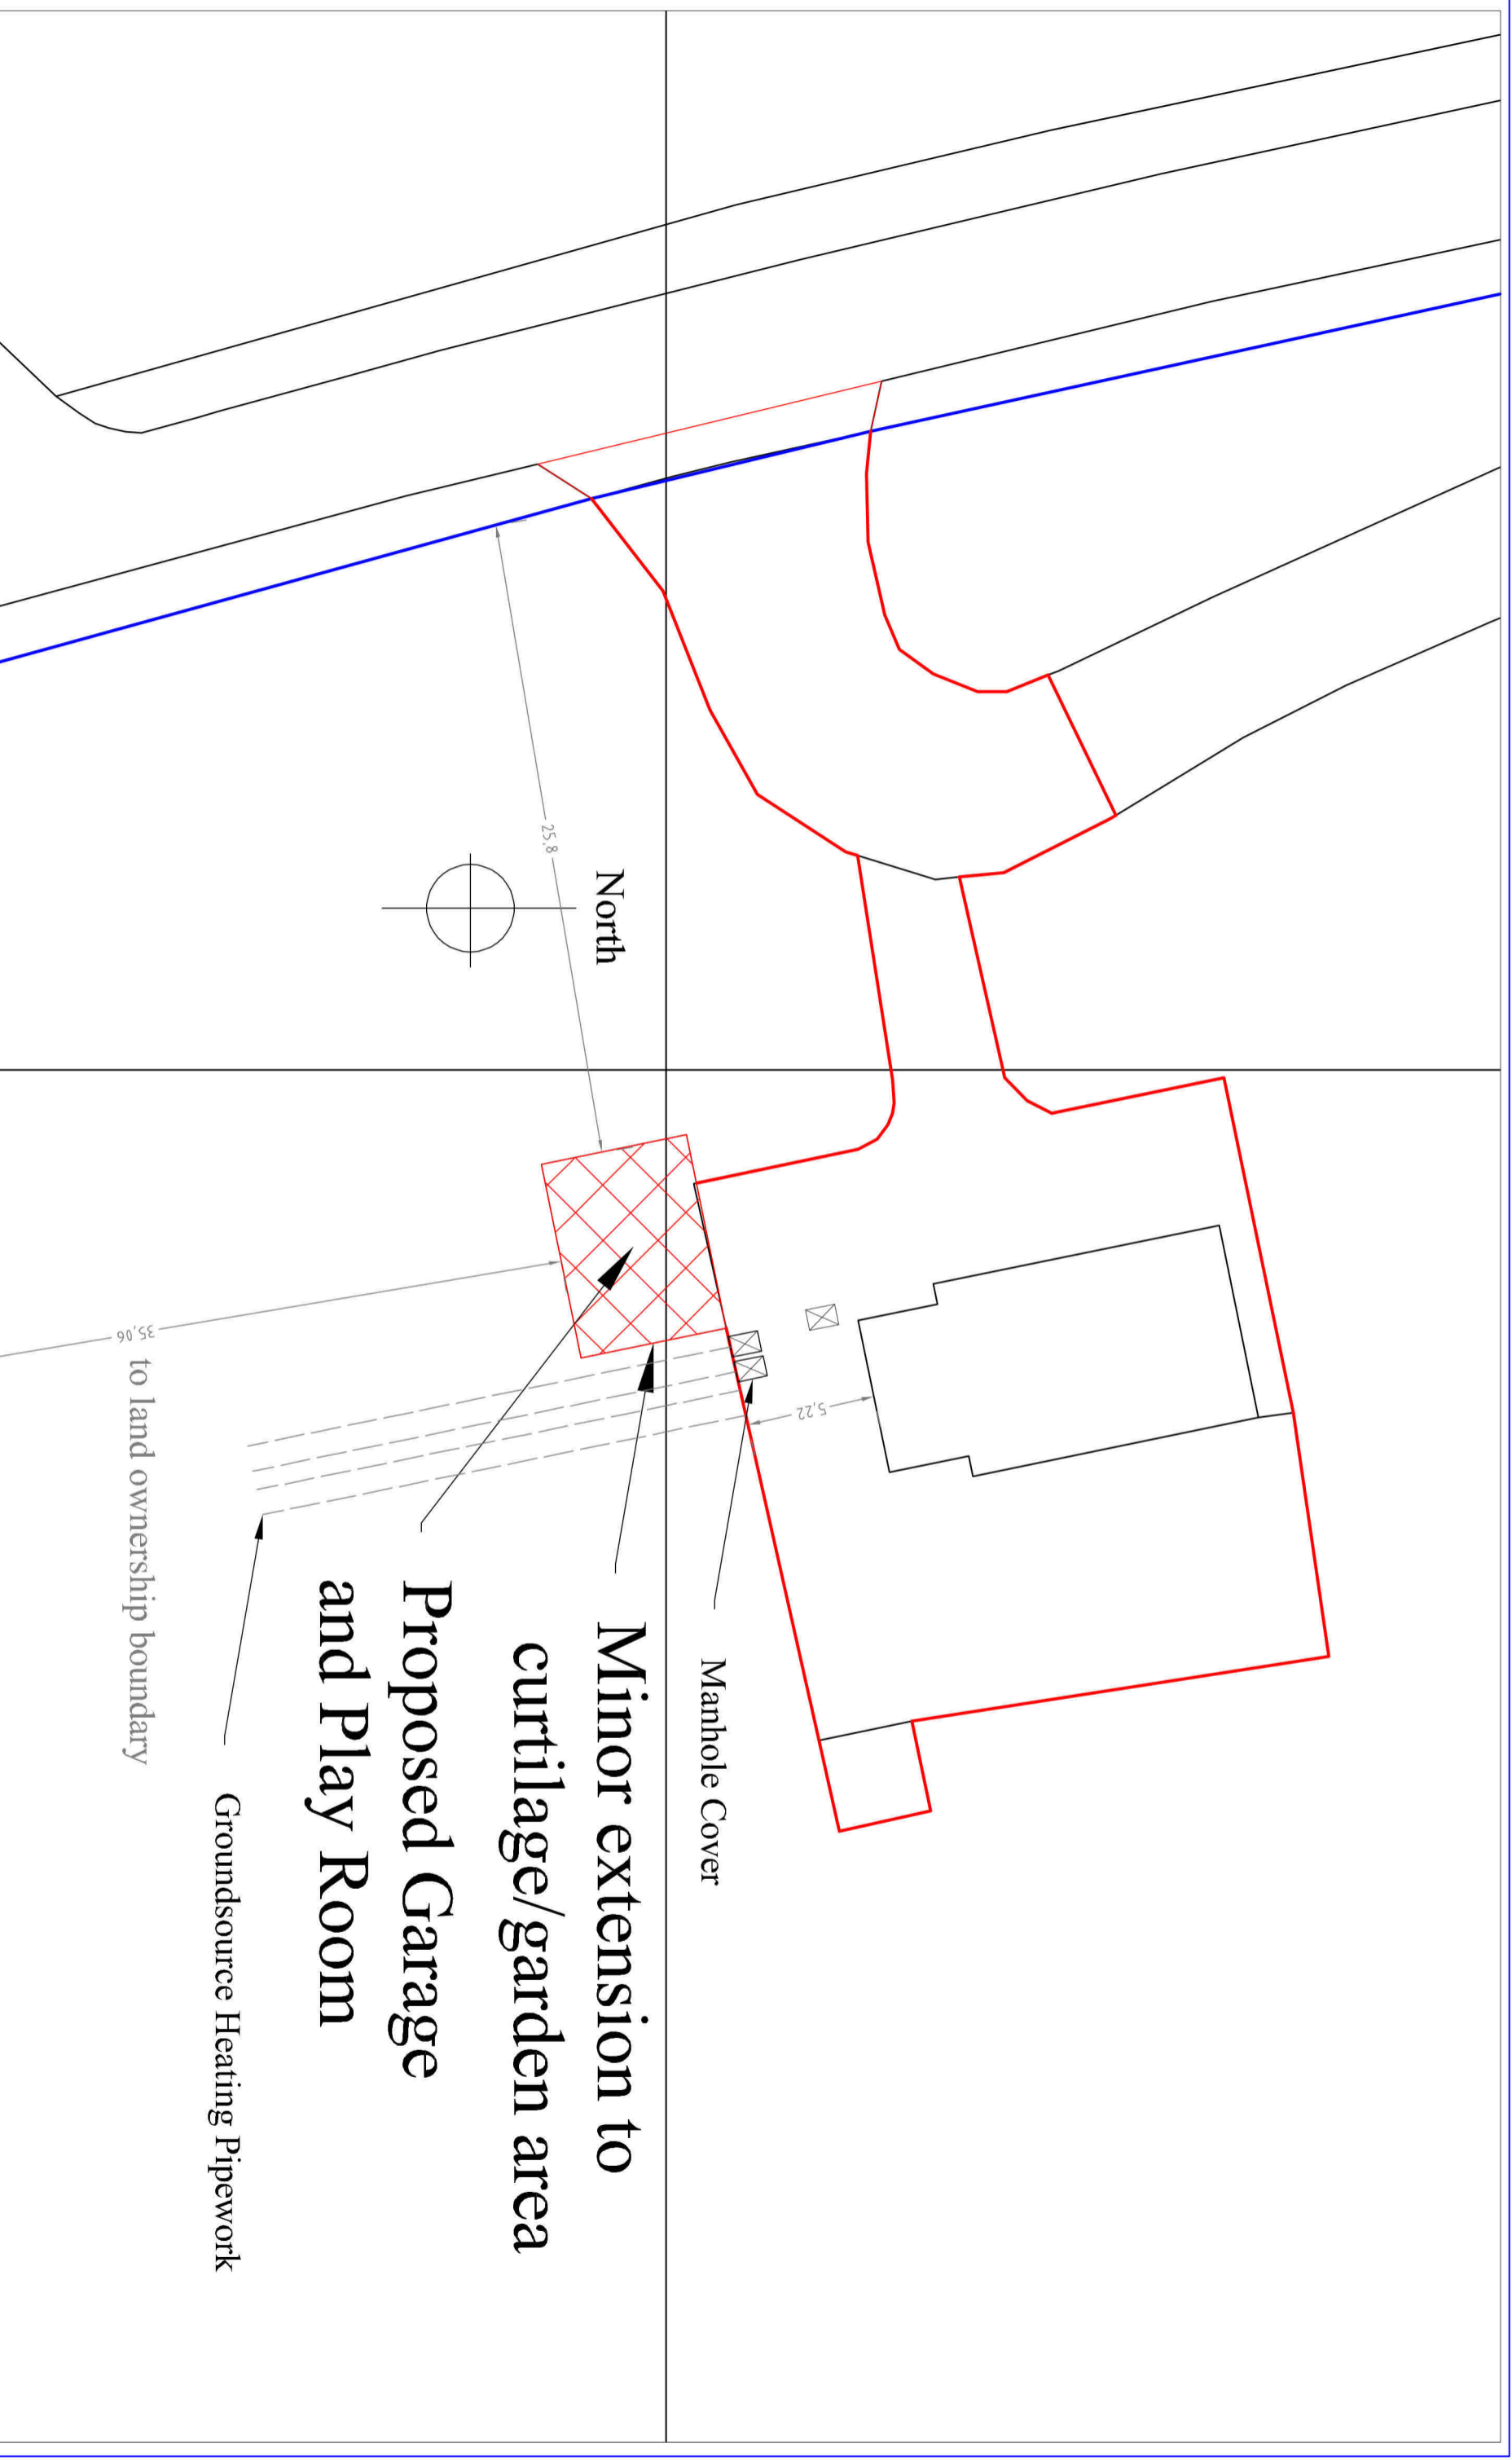 North
25,8
5,22
Manhole Cover
Minor extension to
curtilage/garden area
Proposed Garage
and Play Room
Groundsource Heating Pipework
35,06
to land ownership boundary